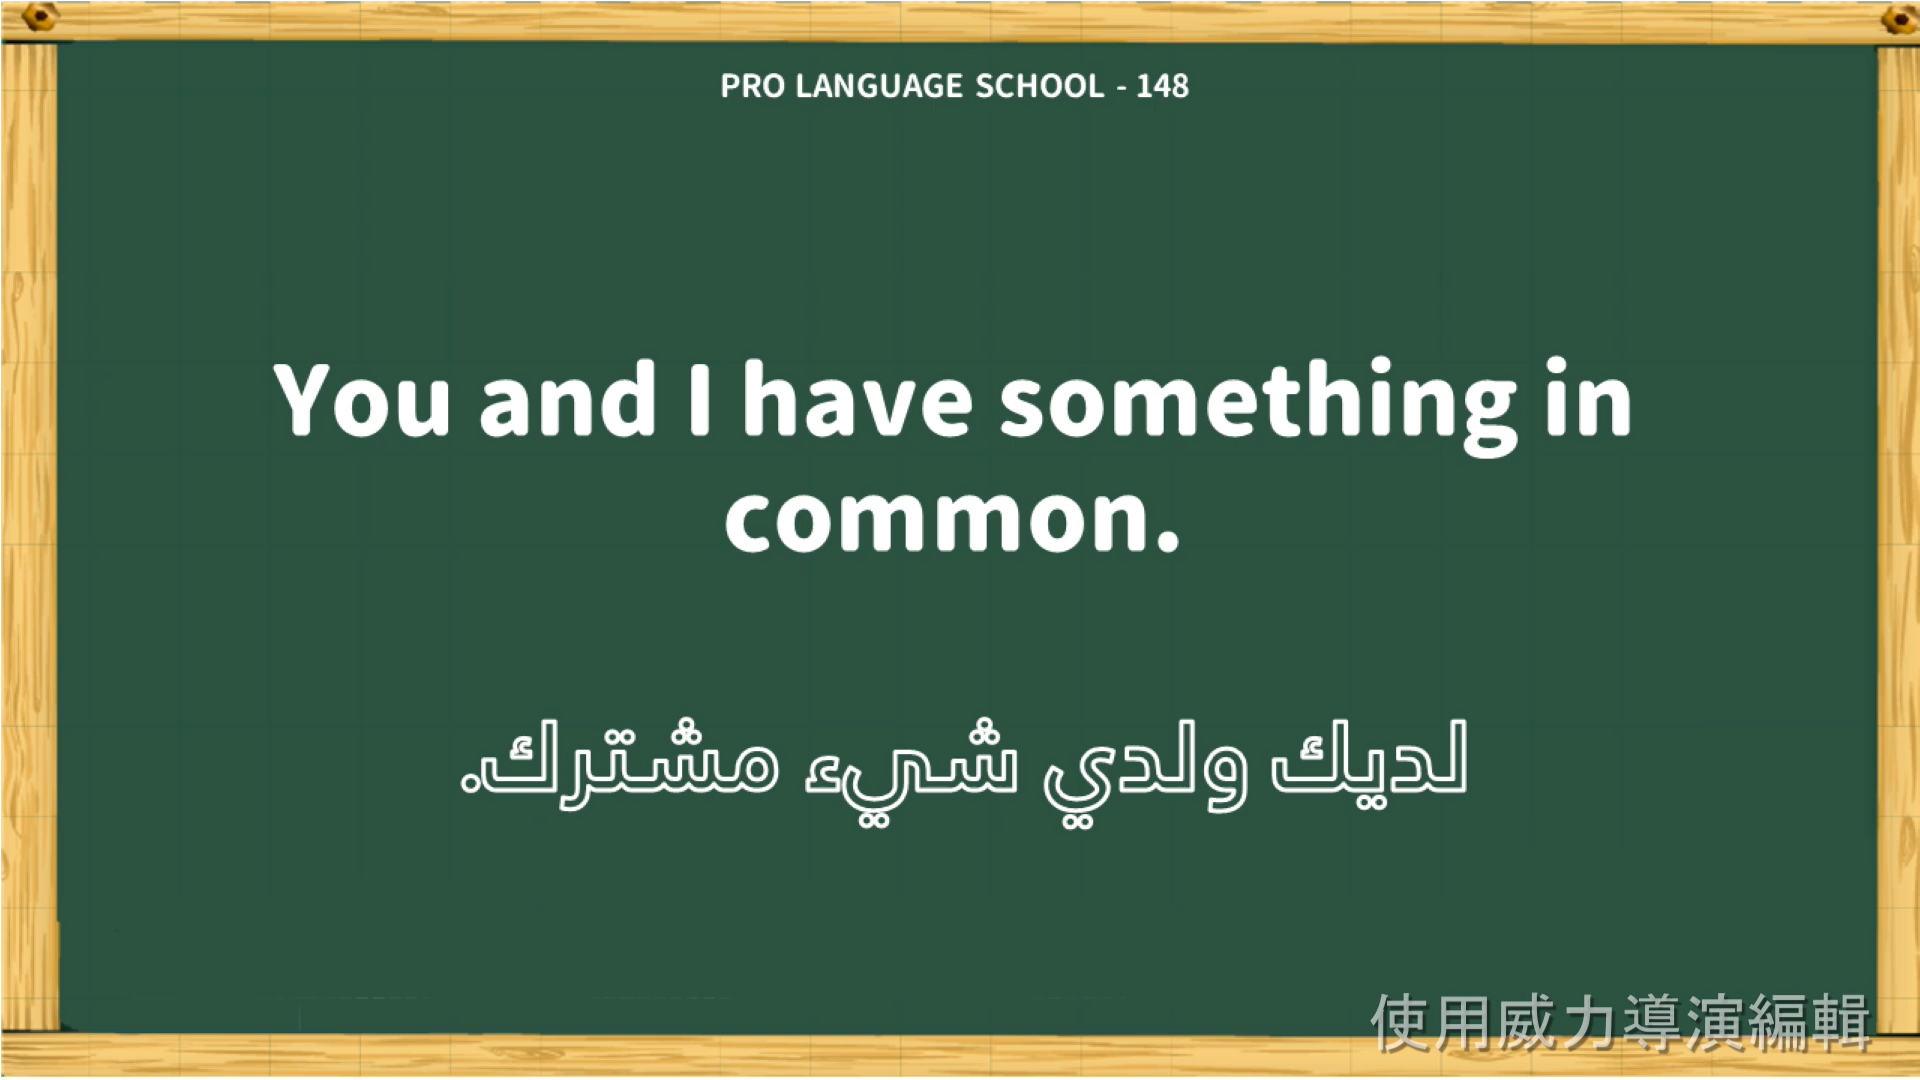 PRO LANGUAGE SCHOOL - 148
You and I have something in
common.
لديك ولدي شيء مشترك.
使用威力導演編輯